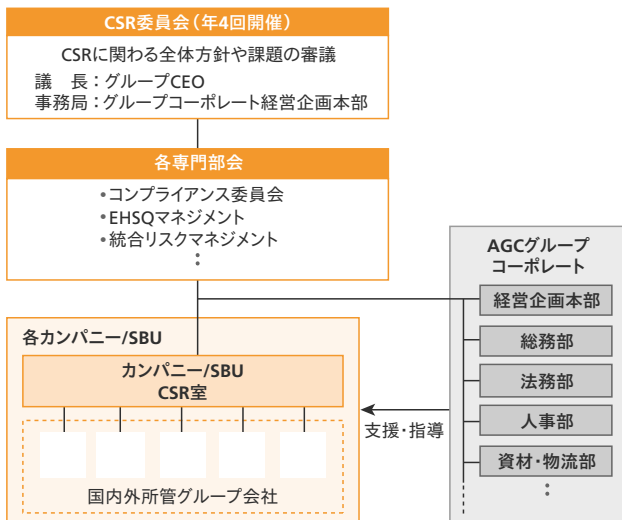 CSR委員会（年4回開催）
CSRに関わる全体方針や課題の審議
議　長：グループCEO
事務局：グループコーポレート経営企画本部
各専門部会
•コンプライアンス委員会
•EHSQマネジメント
•統合リスクマネジメント
：
AGCグループ
コーポレート
経営企画本部
総務部
法務部
人事部
資材・物流部
：
各カンパニー/SBU
カンパニー/SBU
CSR室
支援・指導
国内外所管グループ会社